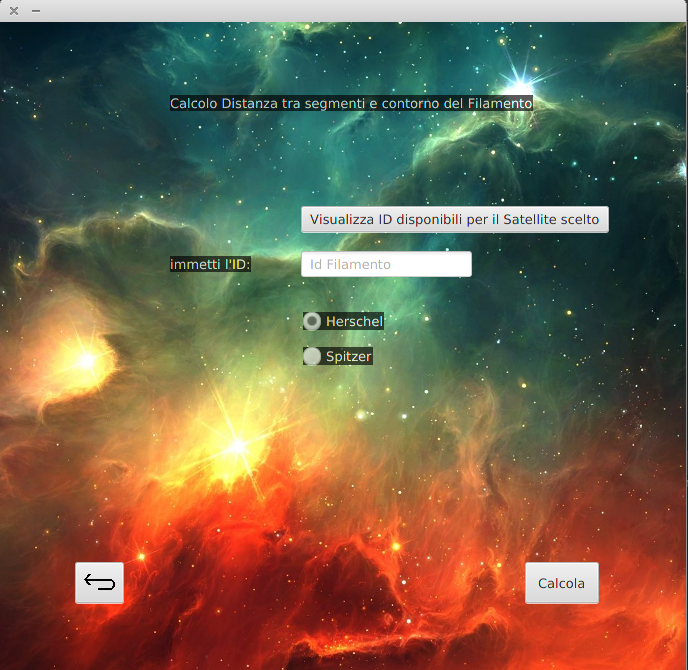 Calcolo Distanza tra segmenti e contorno del Filamento
Visualizza ID disponibili per il Satellite scelto
immetti l'ID:
Id Filamento
Herschel
Spitzer
Calcola